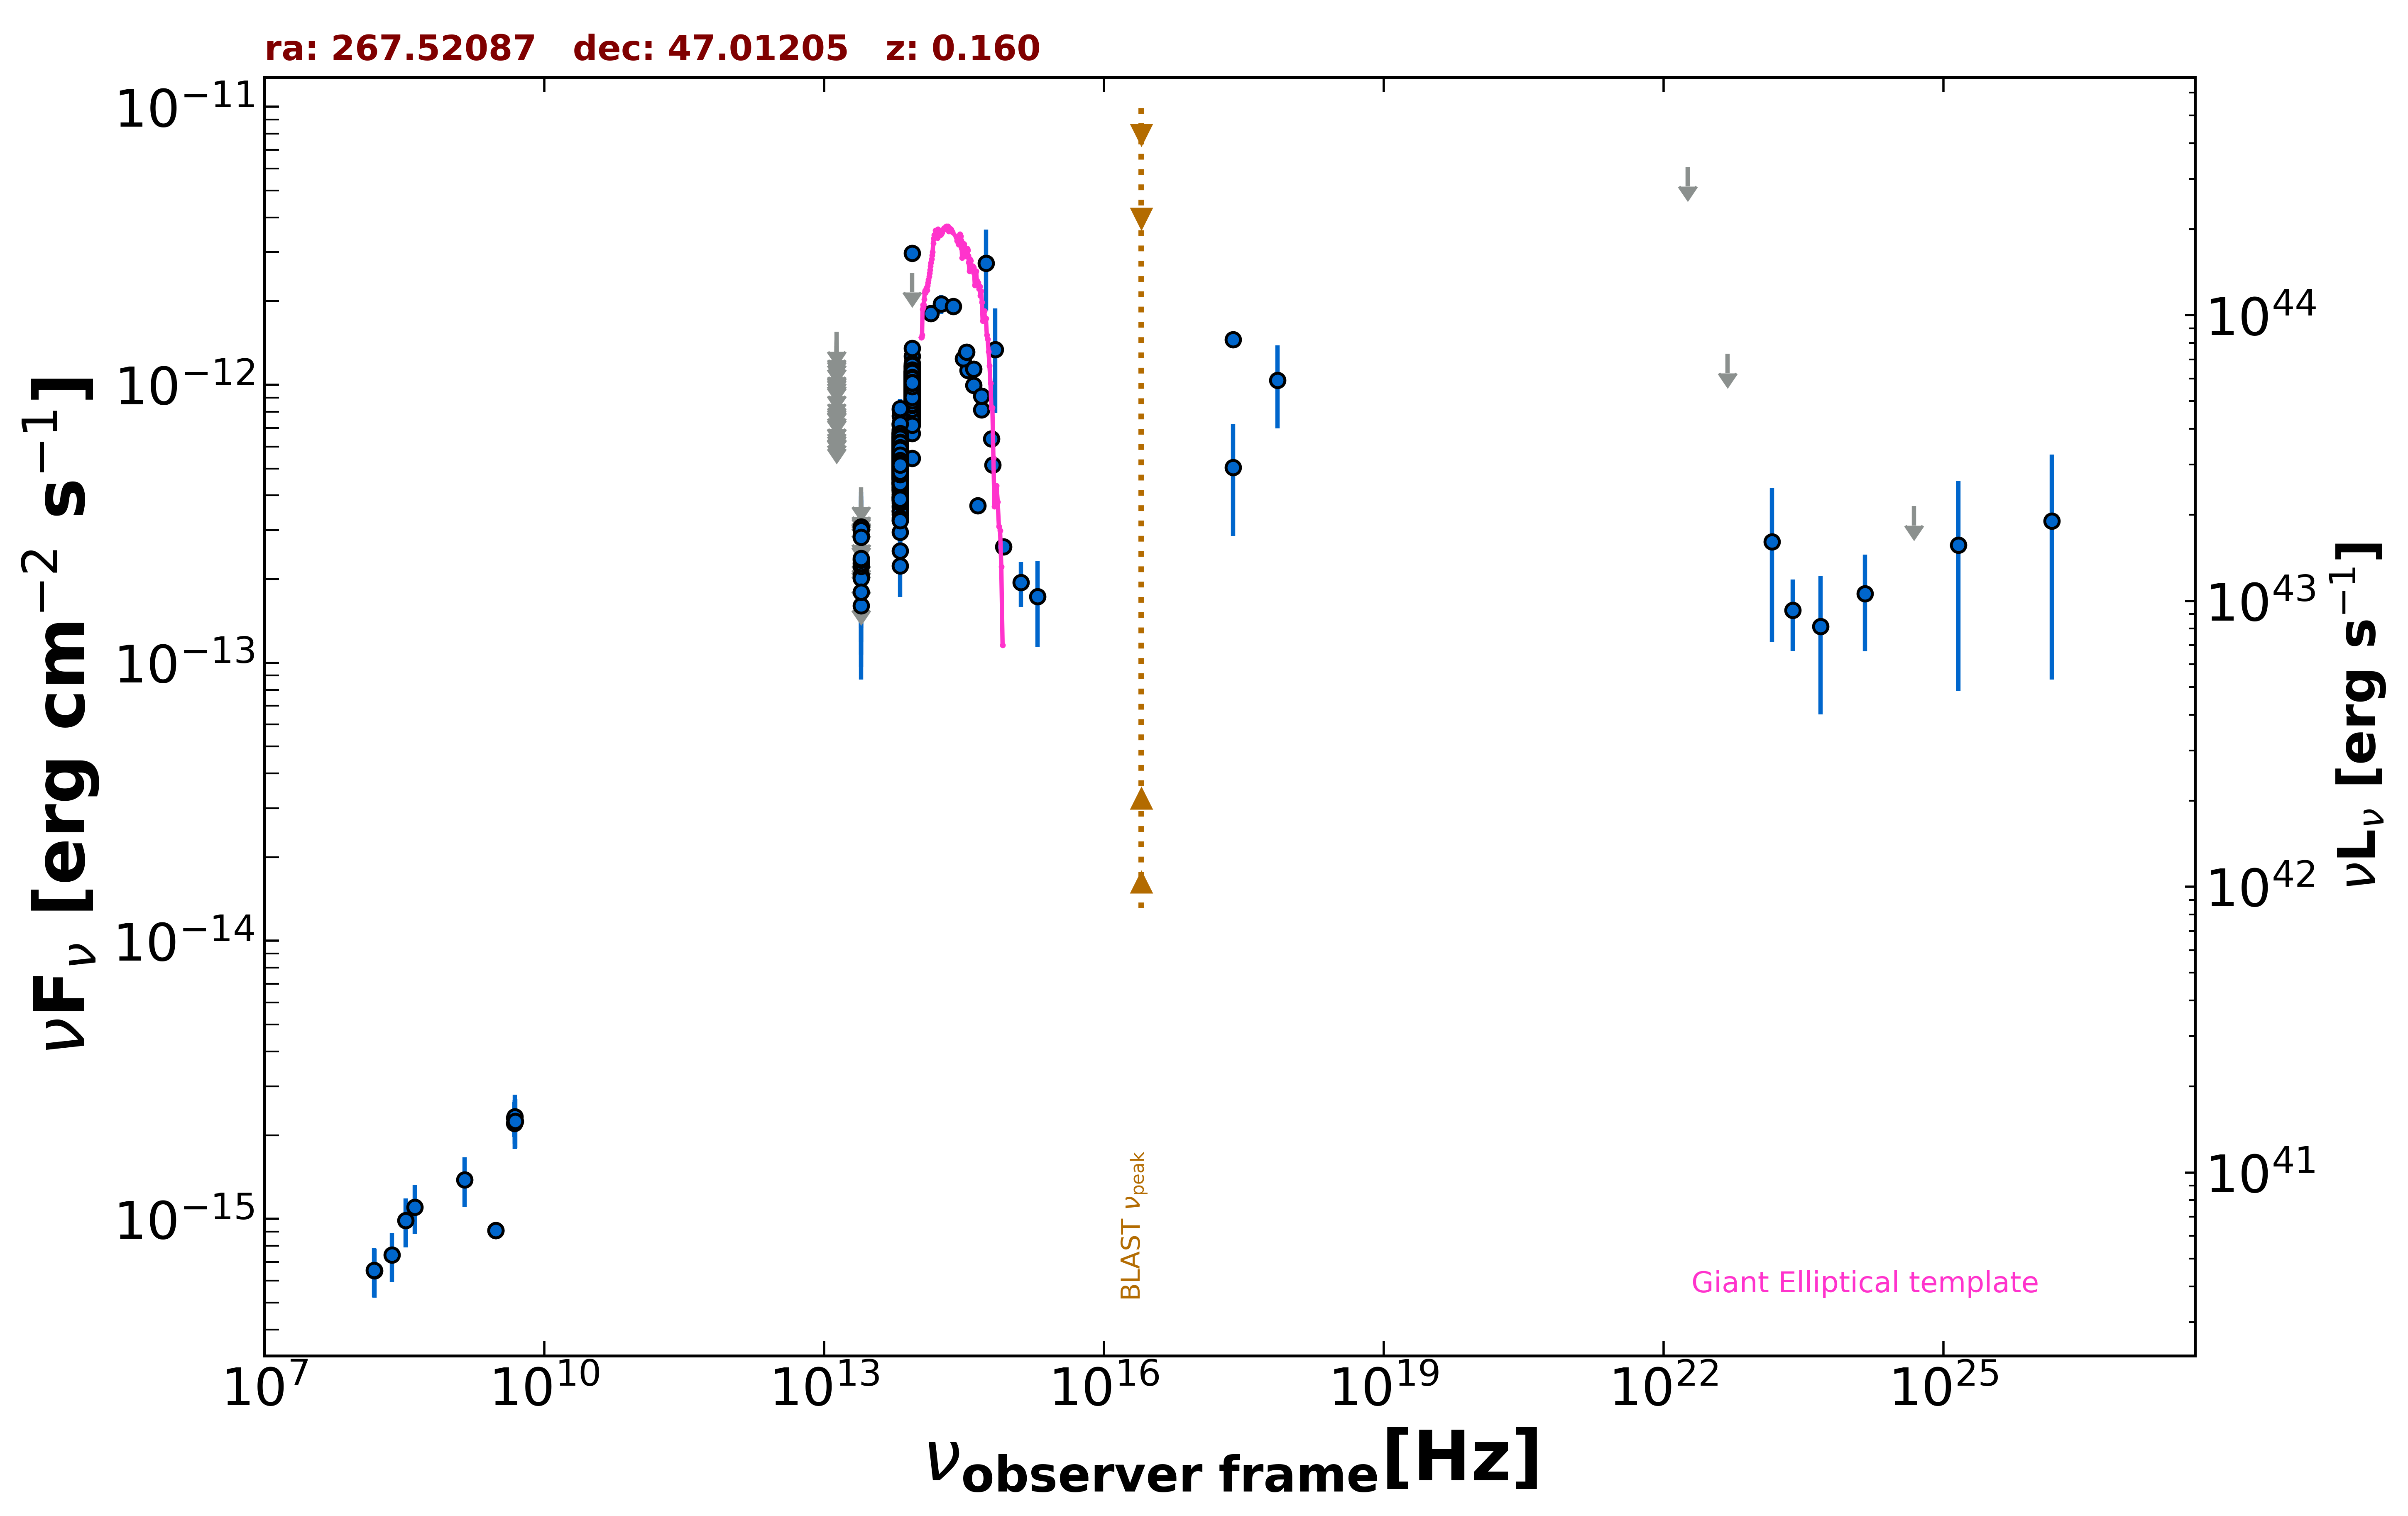 ra: 267.52087   dec: 47.01205   z: 0.160
10⁻¹¹
10⁻¹²
10⁻¹³
10⁻¹⁴
10⁻¹⁵
νFν [erg cm⁻² s⁻¹]
10⁴⁴
10⁴³
10⁴²
10⁴¹
νLν [erg s⁻¹]
BLAST νpeak
Giant Elliptical template
10⁷ 10¹⁰ 10¹³ 10¹⁶ 10¹⁹ 10²² 10²⁵
νobserver frame[Hz]